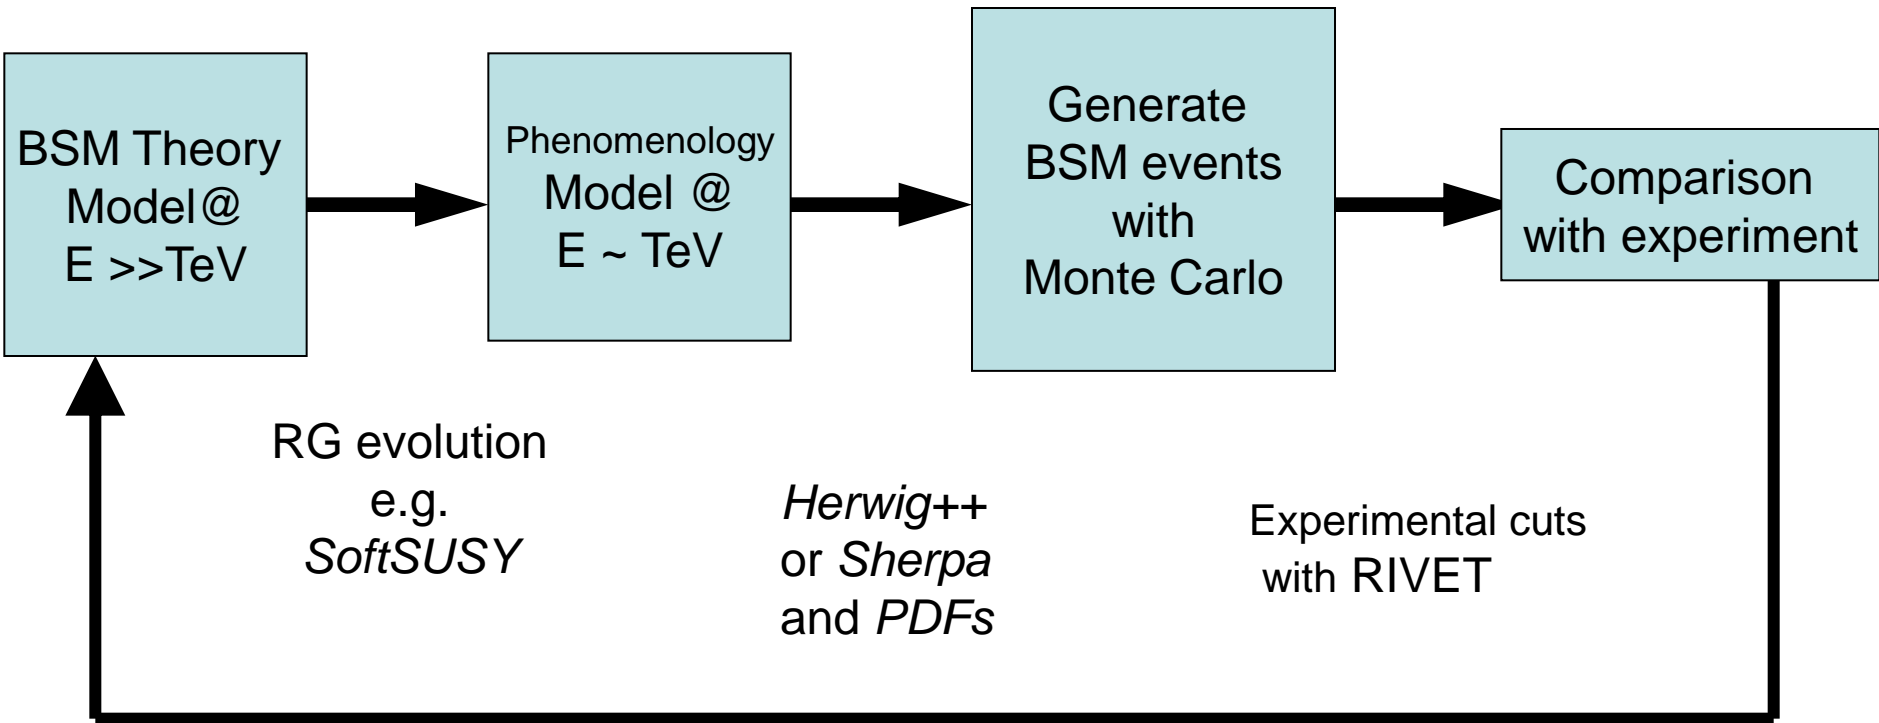 BSM Theory
Model@
E >>TeV
Phenomenology
Model @
E ~ TeV
Generate
BSM events
with
Monte Carlo
Comparison
with experiment
RG evolution
e.g.
SoftSUSY
Herwig++
or Sherpa
and PDFs
Experimental cuts
with RIVET